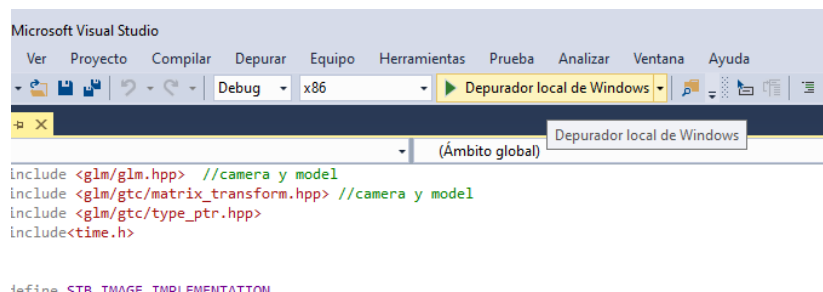 Microsoft Visual Studio
Ver Proyecto Compilar Depurar Equipo Herramientas Prueba Analizar Ventana Ayuda
Debug x86 Depurador local de Windows
(Ámbito global)
Depurador local de Windows
include <glm/glm.hpp> //camera y model
include <glm/gtc/matrix_transform.hpp> //camera y model
include <glm/gtc/type_ptr.hpp>
include<time.h>
define STB_IMAGE_IMPLEMENTATION